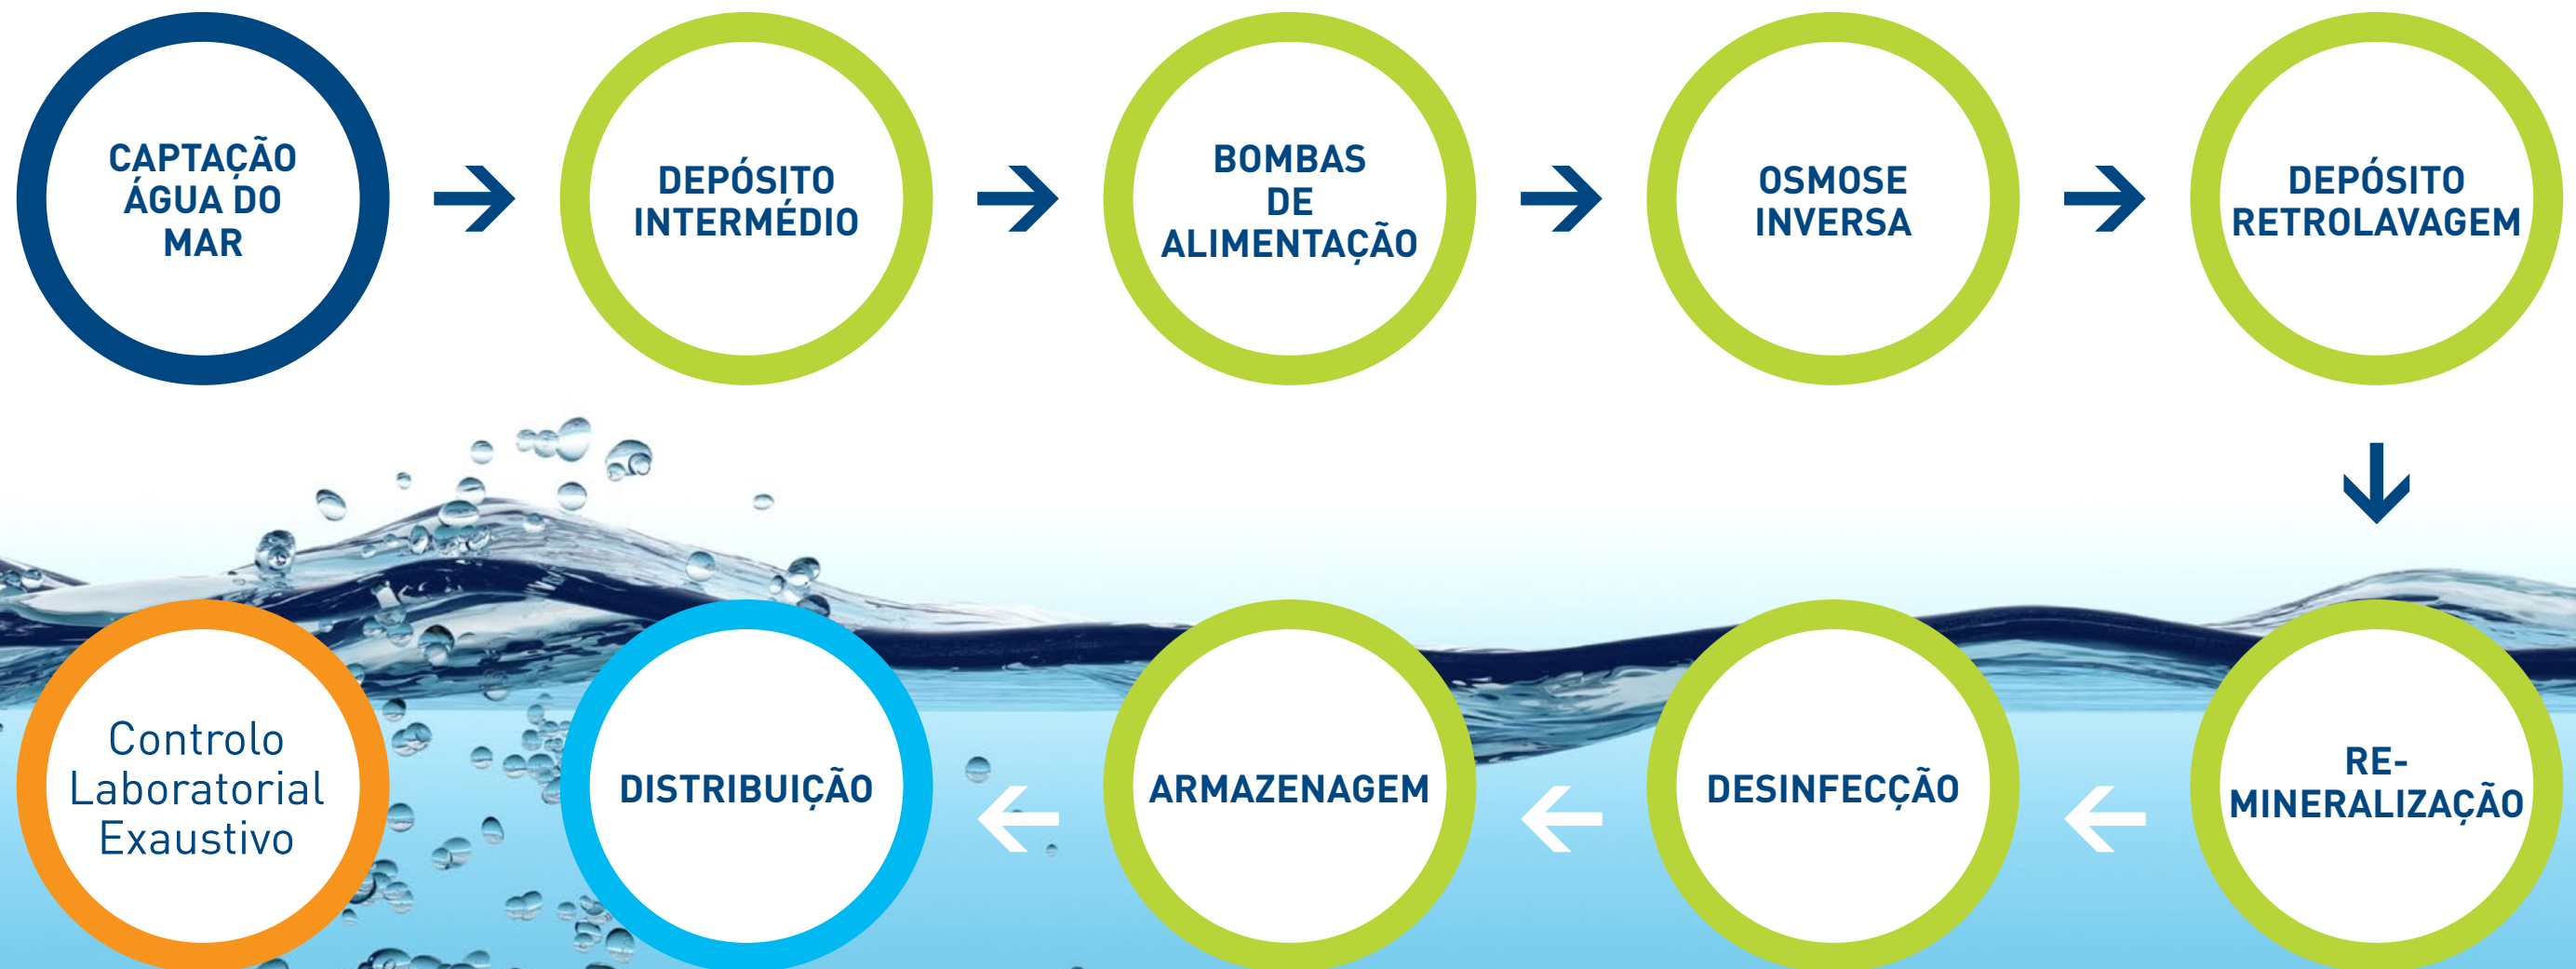 CAPTAÇÃO
ÁGUA DO
MAR
DEPÓSITO
INTERMÉDIO
BOMBAS
DE
ALIMENTAÇÃO
OSMOSE
INVERSA
DEPÓSITO
RETROLAVAGEM
RE-
MINERALIZAÇÃO
DESINFECÇÃO
ARMAZENAGEM
DISTRIBUIÇÃO
Controlo
Laboratorial
Exaustivo